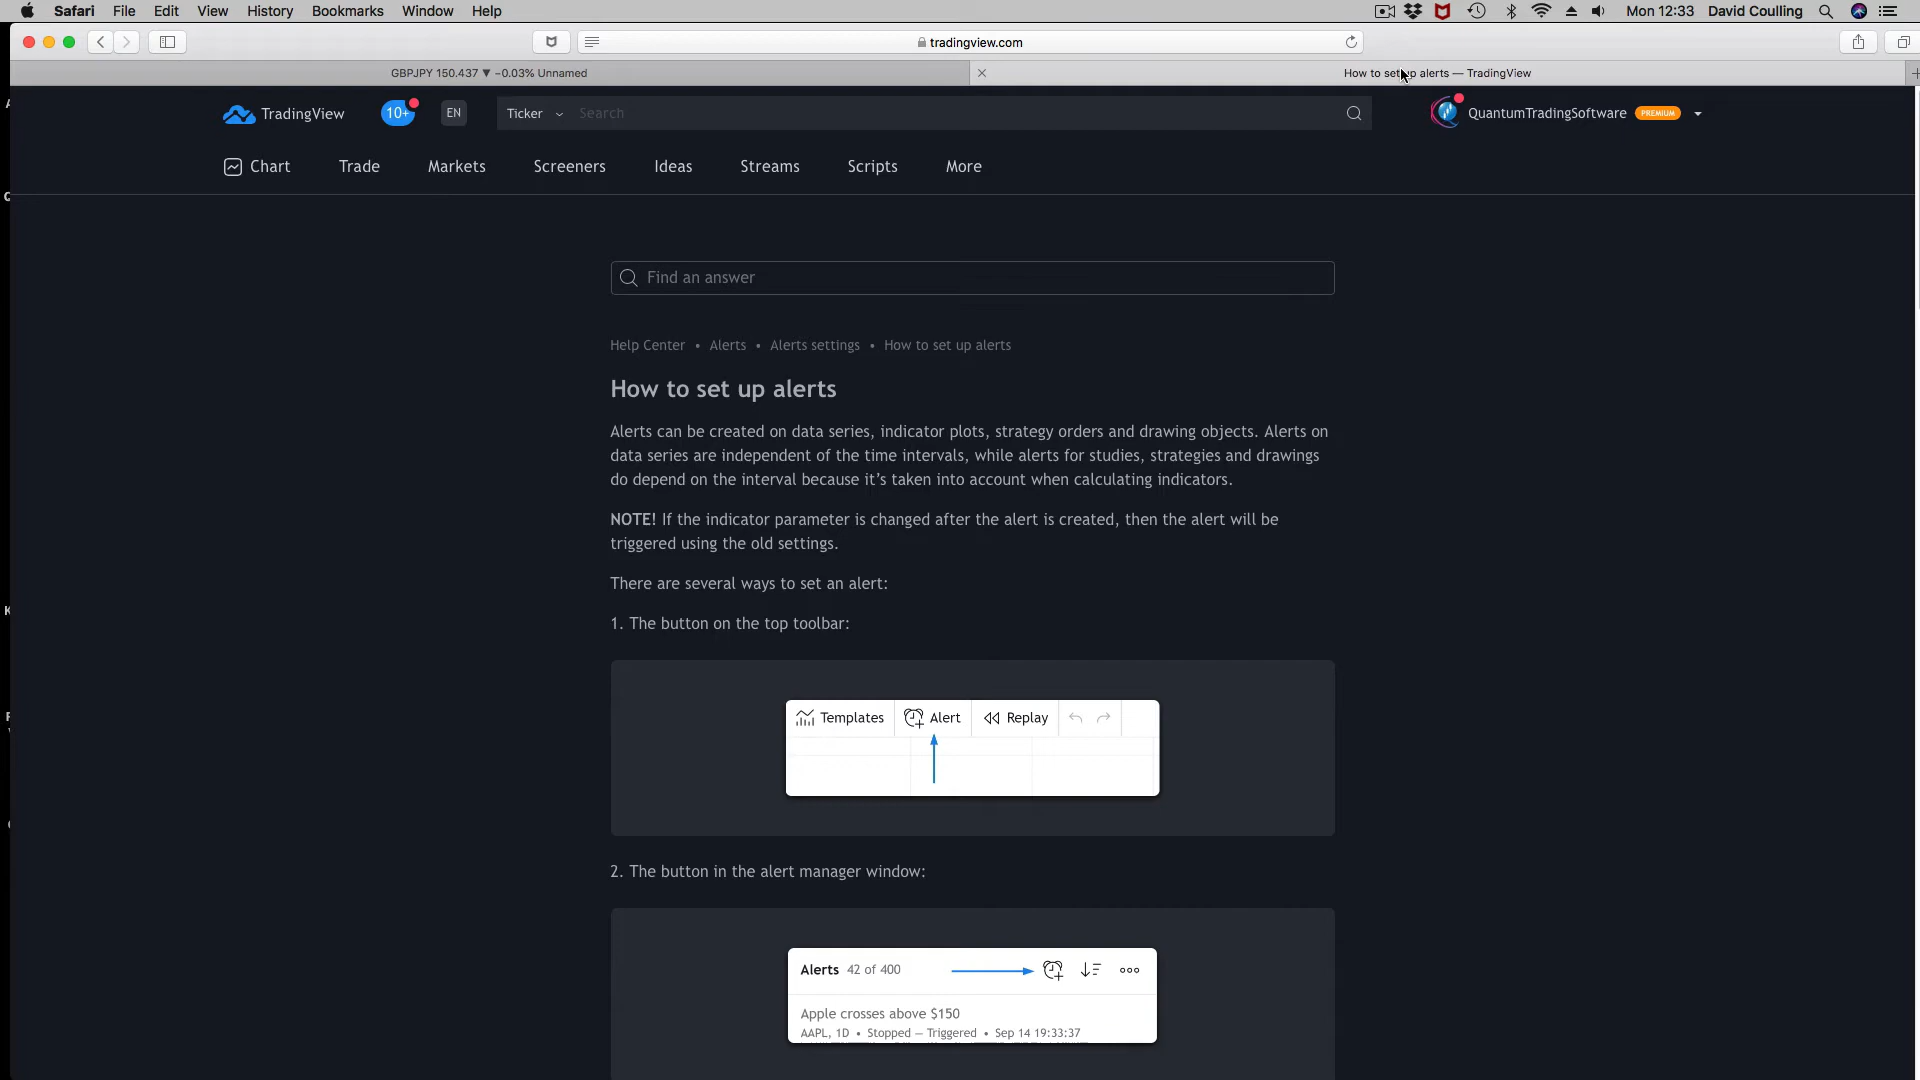 Safari File Edit View History Bookmarks Window Help Mon 12:33 David Coulling
tradingview.com
GBPJPY 150.437 ▼ −0.03% Unnamed
How to set up alerts — TradingView
TradingView 10+ EN Ticker Search QuantumTradingSoftware PREMIUM
Chart Trade Markets Screeners Ideas Streams Scripts More
Find an answer
Help Center • Alerts • Alerts settings • How to set up alerts
How to set up alerts
Alerts can be created on data series, indicator plots, strategy orders and drawing objects. Alerts on
data series are independent of the time intervals, while alerts for studies, strategies and drawings
do depend on the interval because it’s taken into account when calculating indicators.
NOTE! If the indicator parameter is changed after the alert is created, then the alert will be
triggered using the old settings.
There are several ways to set an alert:
1. The button on the top toolbar:
Templates Alert Replay
2. The button in the alert manager window:
Alerts 42 of 400
Apple crosses above $150
AAPL, 1D • Stopped — Triggered • Sep 14 19:33:37